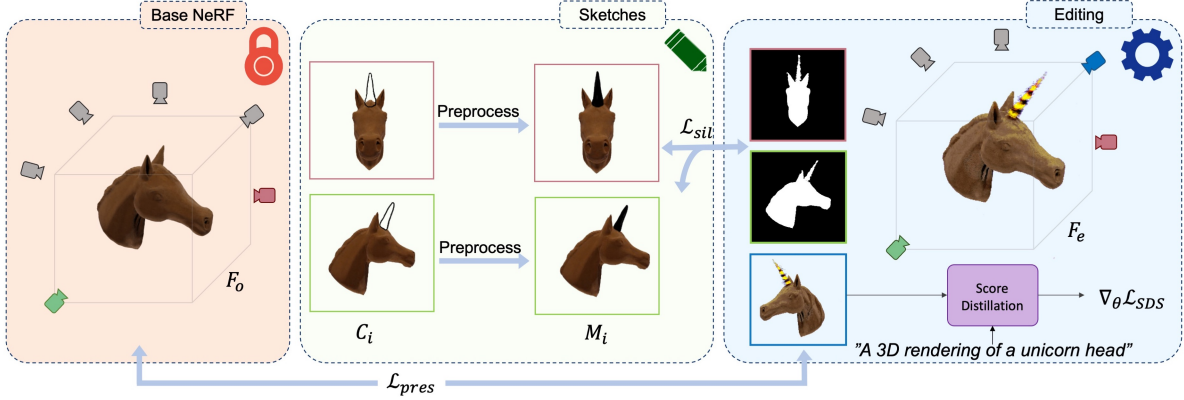 Base NeRF
Sketches
Editing
Preprocess
Preprocess
F_o
C_i
M_i
ℒ_sil
F_e
Score
Distillation
∇_θℒ_SDS
"A 3D rendering of a unicorn head"
ℒ_pres